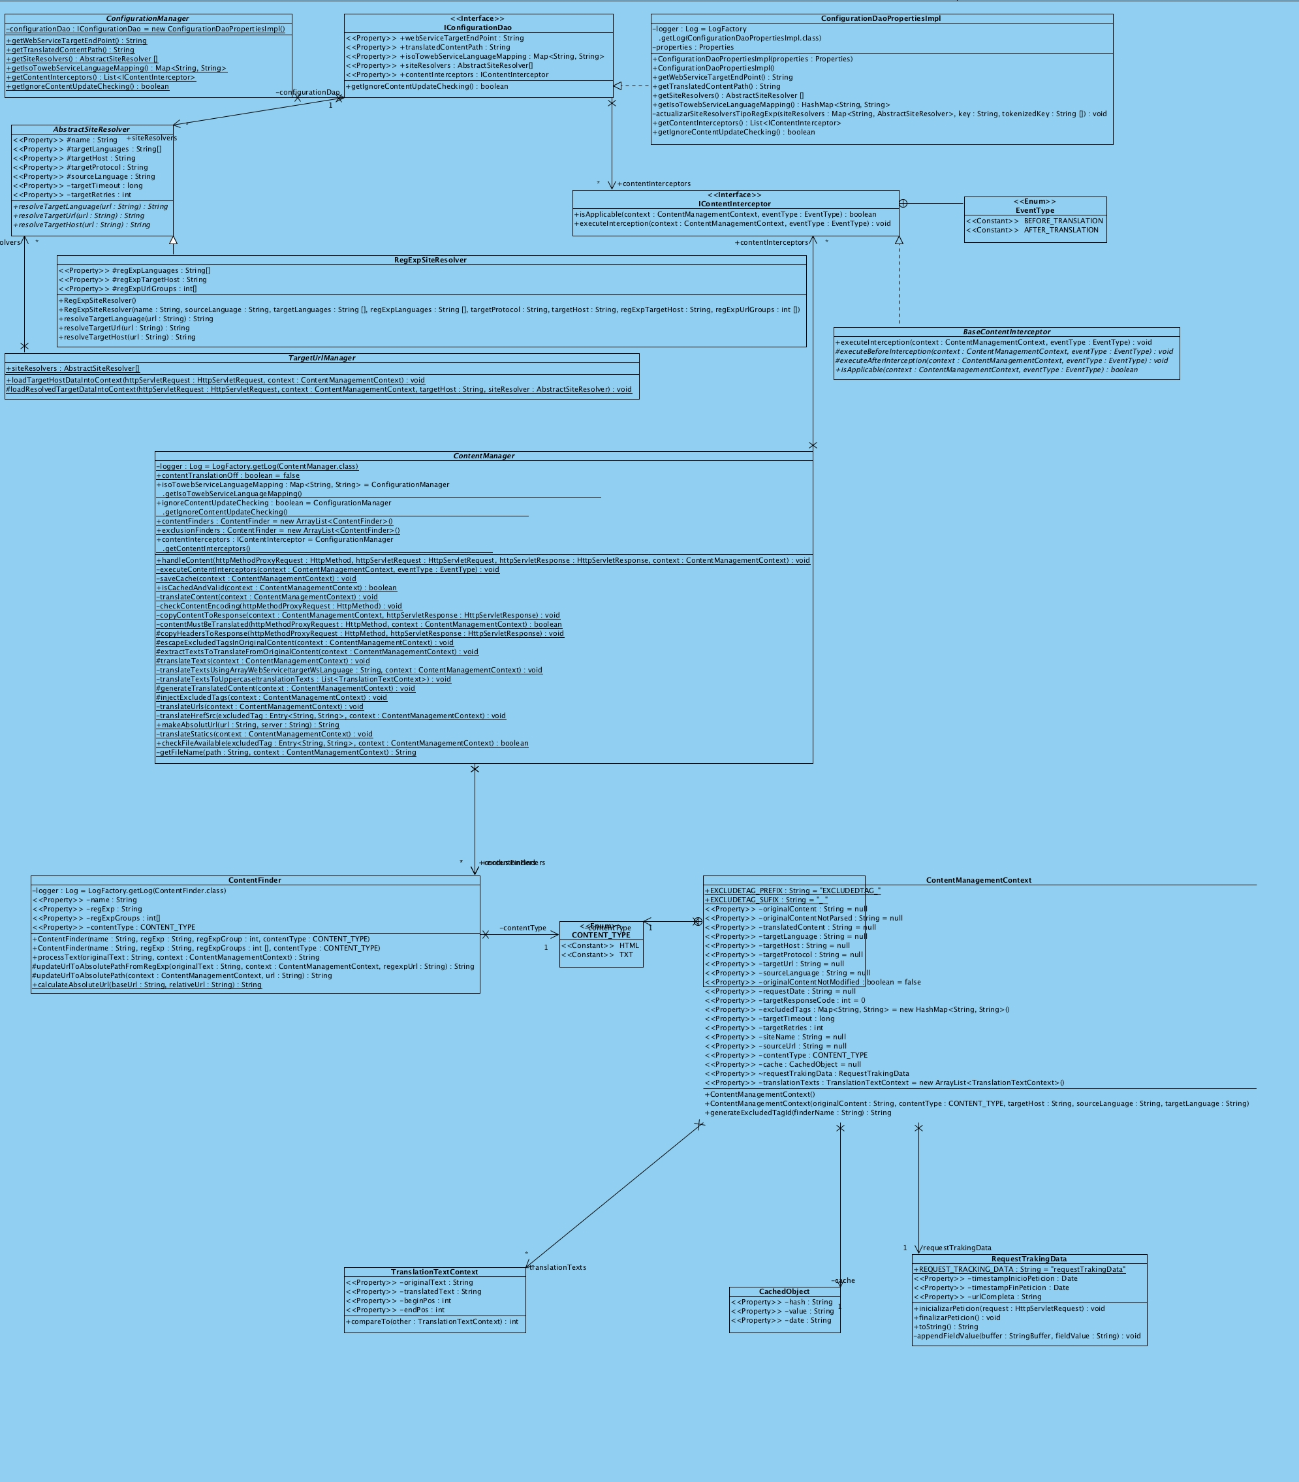 ConfigurationManager
-configurationDao : IConfigurationDao = new ConfigurationDaoPropertiesImpl()
+getWebServiceTargetEndPoint() : String
+getTranslatedContentPath() : String
+getSiteResolvers() : AbstractSiteResolver []
+getIsoTowebServiceLanguageMapping() : Map<String, String>
+getContentInterceptors() : List<IContentInterceptor>
+getIgnoreContentUpdateChecking() : boolean
<<Interface>>
IConfigurationDao
<<Property>> +webServiceTargetEndPoint : String
<<Property>> +translatedContentPath : String
<<Property>> +isoTowebServiceLanguageMapping : Map<String, String>
<<Property>> +siteResolvers : AbstractSiteResolver[]
<<Property>> +contentInterceptors : IContentInterceptor
+getIgnoreContentUpdateChecking() : boolean
ConfigurationDaoPropertiesImpl
-logger : Log = LogFactory
.getLog(ConfigurationDaoPropertiesImpl.class)
-properties : Properties
+ConfigurationDaoPropertiesImpl(properties : Properties)
+ConfigurationDaoPropertiesImpl()
+getWebServiceTargetEndPoint() : String
+getTranslatedContentPath() : String
+getSiteResolvers() : AbstractSiteResolver []
+getIsoTowebServiceLanguageMapping() : HashMap<String, String>
-actualizarSiteResolversTipoRegExp(siteResolvers : Map<String, AbstractSiteResolver>, key : String, tokenizedKey : String []) : void
+getContentInterceptors() : List<IContentInterceptor>
+getIgnoreContentUpdateChecking() : boolean
-configurationDao
1
*
+siteResolvers
AbstractSiteResolver
<<Property>> #name : String
<<Property>> #targetLanguages : String[]
<<Property>> #targetHost : String
<<Property>> #targetProtocol : String
<<Property>> #sourceLanguage : String
<<Property>> -targetTimeout : long
<<Property>> -targetRetries : int
+resolveTargetLanguage(url : String) : String
+resolveTargetUrl(url : String) : String
+resolveTargetHost(url : String) : String
olvers
*
* +contentInterceptors
<<Interface>>
IContentInterceptor
+isApplicable(context : ContentManagementContext, eventType : EventType) : boolean
+executeInterception(context : ContentManagementContext, eventType : EventType) : void
<<Enum>>
EventType
<<Constant>> BEFORE_TRANSLATION
<<Constant>> AFTER_TRANSLATION
+contentInterceptors *
RegExpSiteResolver
<<Property>> #regExpLanguages : String[]
<<Property>> #regExpTargetHost : String
<<Property>> #regExpUrlGroups : int[]
+RegExpSiteResolver()
+RegExpSiteResolver(name : String, sourceLanguage : String, targetLanguages : String [], regExpLanguages : String [], targetProtocol : String, targetHost : String, regExpTargetHost : String, regExpUrlGroups : int [])
+resolveTargetLanguage(url : String) : String
+resolveTargetUrl(url : String) : String
+resolveTargetHost(url : String) : String
BaseContentInterceptor
+executeInterception(context : ContentManagementContext, eventType : EventType) : void
#executeBeforeInterception(context : ContentManagementContext, eventType : EventType) : void
#executeAfterInterception(context : ContentManagementContext, eventType : EventType) : void
+isApplicable(context : ContentManagementContext, eventType : EventType) : boolean
TargetUrlManager
+siteResolvers : AbstractSiteResolver[]
+loadTargetHostDataIntoContext(httpServletRequest : HttpServletRequest, context : ContentManagementContext) : void
#loadResolvedTargetDataIntoContext(httpServletRequest : HttpServletRequest, context : ContentManagementContext, targetHost : String, siteResolver : AbstractSiteResolver) : void
ContentManager
-logger : Log = LogFactory.getLog(ContentManager.class)
+contentTranslationOff : boolean = false
+isoTowebServiceLanguageMapping : Map<String, String> = ConfigurationManager
.getIsoTowebServiceLanguageMapping()
+ignoreContentUpdateChecking : boolean = ConfigurationManager
.getIgnoreContentUpdateChecking()
+contentFinders : ContentFinder = new ArrayList<ContentFinder>()
+exclusionFinders : ContentFinder = new ArrayList<ContentFinder>()
+contentInterceptors : IContentInterceptor = ConfigurationManager
.getContentInterceptors()
+handleContent(httpMethodProxyRequest : HttpMethod, httpServletRequest : HttpServletRequest, httpServletResponse : HttpServletResponse, context : ContentManagementContext) : void
-executeContentInterceptors(context : ContentManagementContext, eventType : EventType) : void
-saveCache(context : ContentManagementContext) : void
+isCachedAndValid(context : ContentManagementContext) : boolean
-translateContent(context : ContentManagementContext) : void
-checkContentEncoding(httpMethodProxyRequest : HttpMethod) : void
-copyContentToResponse(context : ContentManagementContext, httpServletResponse : HttpServletResponse) : void
-contentMustBeTranslated(httpMethodProxyRequest : HttpMethod, context : ContentManagementContext) : boolean
#copyHeadersToResponse(httpMethodProxyRequest : HttpMethod, httpServletResponse : HttpServletResponse) : void
#escapeExcludedTagsInOriginalContent(context : ContentManagementContext) : void
#extractTextsToTranslateFromOriginalContent(context : ContentManagementContext) : void
#translateTexts(context : ContentManagementContext) : void
-translateTextsUsingArrayWebService(targetWsLanguage : String, context : ContentManagementContext) : void
-translateTextsToUppercase(translationTexts : List<TranslationTextContext>) : void
#generateTranslatedContent(context : ContentManagementContext) : void
#injectExcludedTags(context : ContentManagementContext) : void
-translateUrls(context : ContentManagementContext) : void
-translateHrefSrc(excludedTag : Entry<String, String>, context : ContentManagementContext) : void
+makeAbsolutUrl(url : String, server : String) : String
-translateStatics(context : ContentManagementContext) : void
+checkFileAvailable(excludedTag : Entry<String, String>, context : ContentManagementContext) : boolean
-getFileName(path : String, context : ContentManagementContext) : String
*
ContentFinder
-logger : Log = LogFactory.getLog(ContentFinder.class)
<<Property>> -name : String
<<Property>> -regExp : String
<<Property>> -regExpGroups : int[]
<<Property>> -contentType : CONTENT_TYPE
+ContentFinder(name : String, regExp : String, regExpGroup : int, contentType : CONTENT_TYPE)
+ContentFinder(name : String, regExp : String, regExpGroups : int [], contentType : CONTENT_TYPE)
+processText(originalText : String, context : ContentManagementContext) : String
#updateUrlToAbsolutePathFromRegExp(originalText : String, context : ContentManagementContext, regexpUrl : String) : String
#updateUrlToAbsolutePath(context : ContentManagementContext, url : String) : String
+calculateAbsoluteUrl(baseUrl : String, relativeUrl : String) : String
-contentType
1
<<Enum>>
CONTENT_TYPE
<<Constant>> HTML
<<Constant>> TXT
1
ContentManagementContext
+EXCLUDETAG_PREFIX : String = "EXCLUDEDTAG_"
+EXCLUDETAG_SUFIX : String = "_"
<<Property>> -originalContent : String = null
<<Property>> -originalContentNotParsed : String = null
<<Property>> -translatedContent : String = null
<<Property>> -targetLanguage : String = null
<<Property>> -targetHost : String = null
<<Property>> -targetProtocol : String = null
<<Property>> -targetUrl : String = null
<<Property>> -sourceLanguage : String = null
<<Property>> -originalContentNotModified : boolean = false
<<Property>> -requestDate : String = null
<<Property>> -targetResponseCode : int = 0
<<Property>> -excludedTags : Map<String, String> = new HashMap<String, String>()
<<Property>> -targetTimeout : long
<<Property>> -targetRetries : int
<<Property>> -siteName : String = null
<<Property>> -sourceUrl : String = null
<<Property>> -contentType : CONTENT_TYPE
<<Property>> -cache : CachedObject = null
<<Property>> ~requestTrakingData : RequestTrakingData
<<Property>> -translationTexts : TranslationTextContext = new ArrayList<TranslationTextContext>()
+ContentManagementContext()
+ContentManagementContext(originalContent : String, contentType : CONTENT_TYPE, targetHost : String, sourceLanguage : String, targetLanguage : String)
+generateExcludedTagId(finderName : String) : String
*
-translationTexts
TranslationTextContext
<<Property>> -originalText : String
<<Property>> -translatedText : String
<<Property>> -beginPos : int
<<Property>> -endPos : int
+compareTo(other : TranslationTextContext) : int
-cache
CachedObject
<<Property>> -hash : String
<<Property>> -value : String
<<Property>> -date : String
1 ~requestTrakingData
RequestTrakingData
+REQUEST_TRACKING_DATA : String = "requestTrakingData"
<<Property>> -timestampInicioPeticion : Date
<<Property>> -timestampFinPeticion : Date
<<Property>> -urlCompleta : String
+inicializarPeticion(request : HttpServletRequest) : void
+finalizarPeticion() : void
+toString() : String
-appendFieldValue(buffer : StringBuffer, fieldValue : String) : void